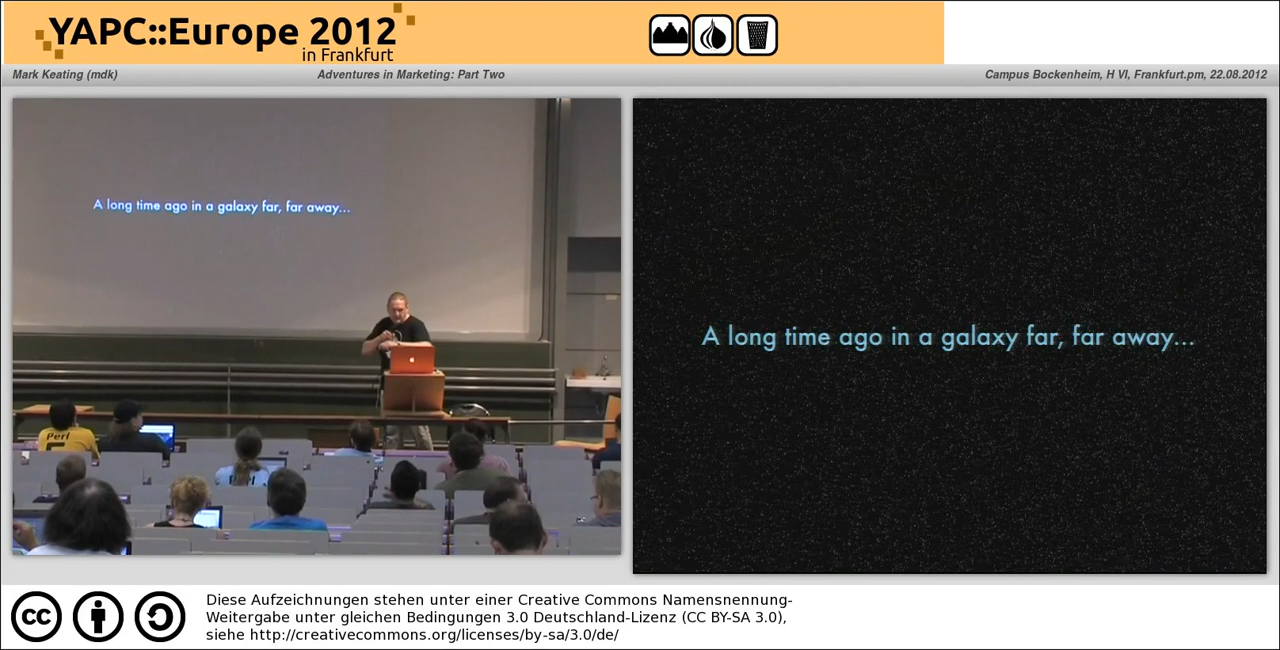 YAPC::Europe 2012
in Frankfurt
Mark Keating (mdk)
Adventures in Marketing: Part Two
Campus Bockenheim, H VI, Frankfurt.pm, 22.08.2012
A long time ago in a galaxy far, far away...
A long time ago in a galaxy far, far away...
Perl
Diese Aufzeichnungen stehen unter einer Creative Commons Namensnennung-
Weitergabe unter gleichen Bedingungen 3.0 Deutschland-Lizenz (CC BY-SA 3.0),
siehe http://creativecommons.org/licenses/by-sa/3.0/de/
cc